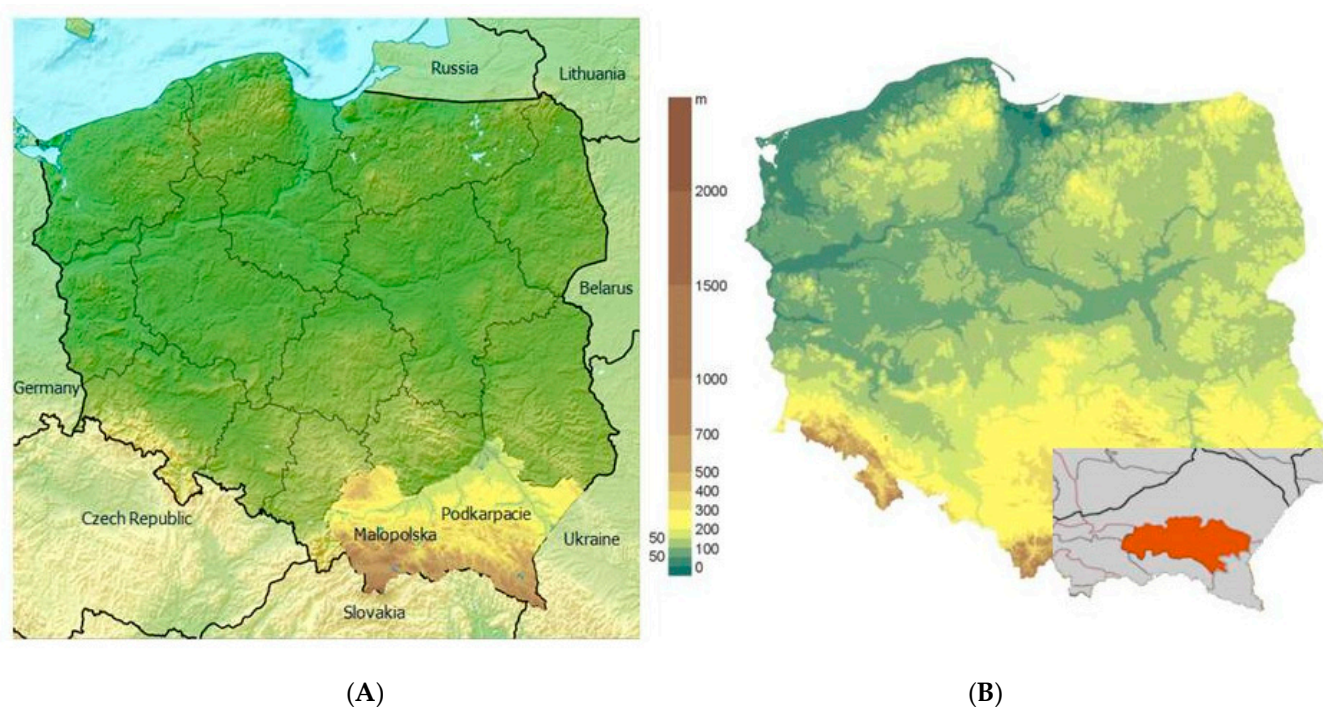 Russia
Lithuania
Belarus
Germany
Czech Republic
Podkarpacie
Małopolska
Ukraine
Slovakia
m
2000
1500
1000
700
500
400
300
200
50
100
50
0
(A)
(B)